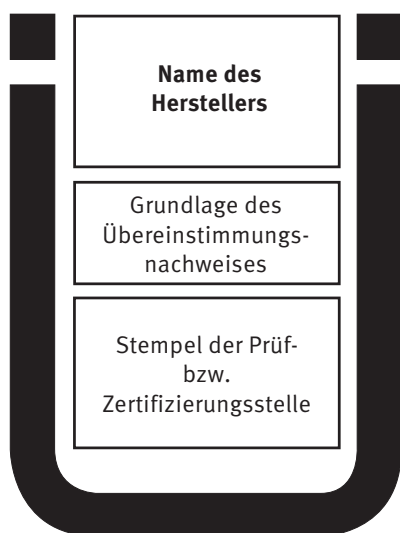 Name des
Herstellers
Grundlage des
Übereinstimmungs-
nachweises
Stempel der Prüf-
bzw.
Zertifizierungsstelle